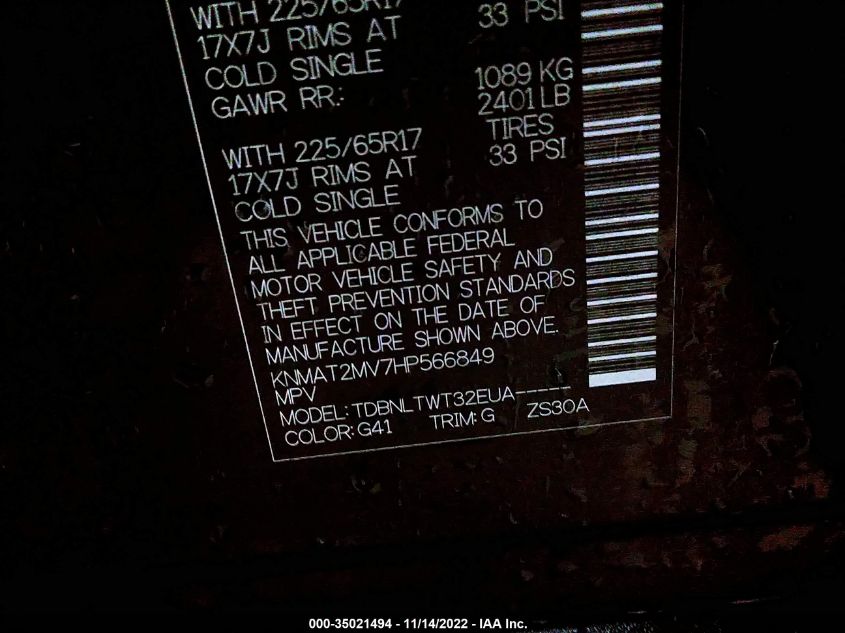 WITH 225/65R17
33 PSI
17X7J RIMS AT
COLD SINGLE
1089 KG
GAWR RR.:
2401 LB
TIRES
WITH 225/65R17
33 PSI
17X7J RIMS AT
COLD SINGLE
THIS VEHICLE CONFORMS TO
ALL APPLICABLE FEDERAL
MOTOR VEHICLE SAFETY AND
THEFT PREVENTION STANDARDS
IN EFFECT ON THE DATE OF
MANUFACTURE SHOWN ABOVE.
KNMAT2MV7HP566849
MPV
MODEL: TDBNLTWT32EUA-----
COLOR: G41 TRIM: G ZS30A
000-35021494 - 11/14/2022 - IAA Inc.